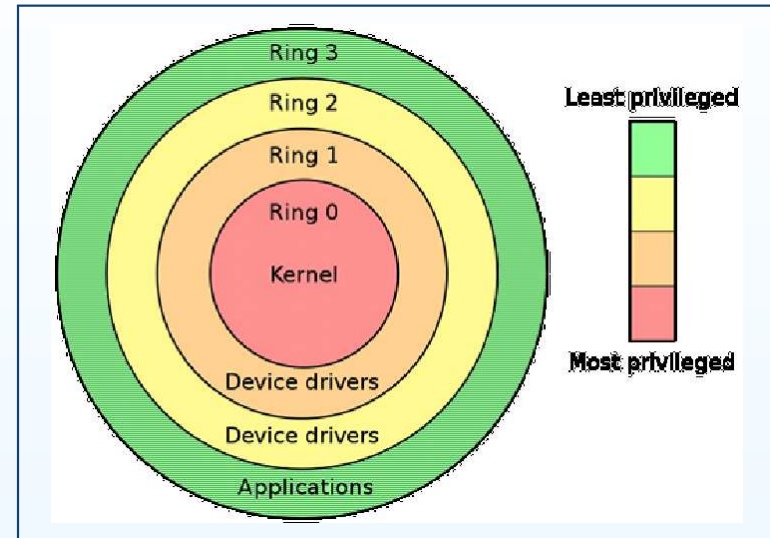 Ring 3
Ring 2
Ring 1
Ring 0
Kernel
Device drivers
Device drivers
Applications
Least privileged
Most privileged